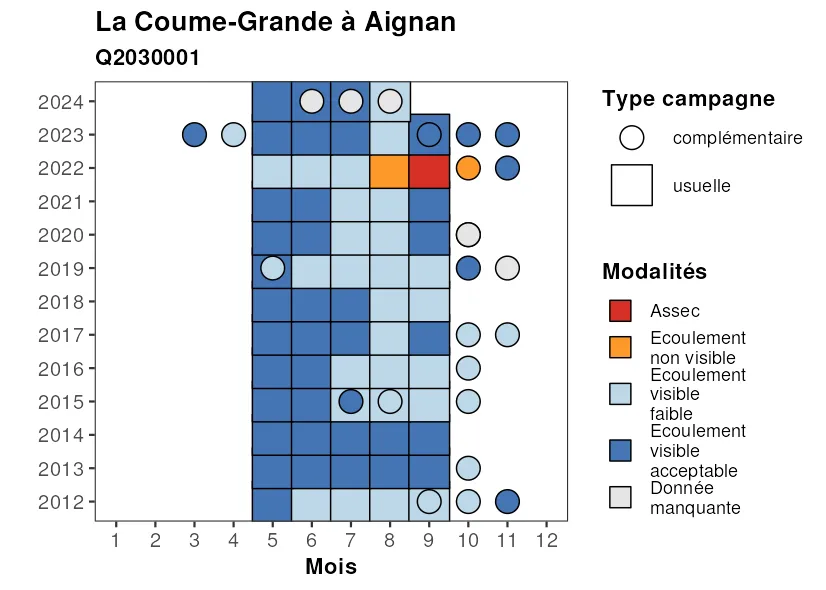 La Coume-Grande à Aignan
Q2030001
2024
2023
2022
2021
2020
2019
2018
2017
2016
2015
2014
2013
2012
1 2 3 4 5 6 7 8 9 10 11 12
Mois
Type campagne
complémentaire
usuelle
Modalités
Assec
Ecoulement
non visible
Ecoulement
visible
faible
Ecoulement
visible
acceptable
Donnée
manquante